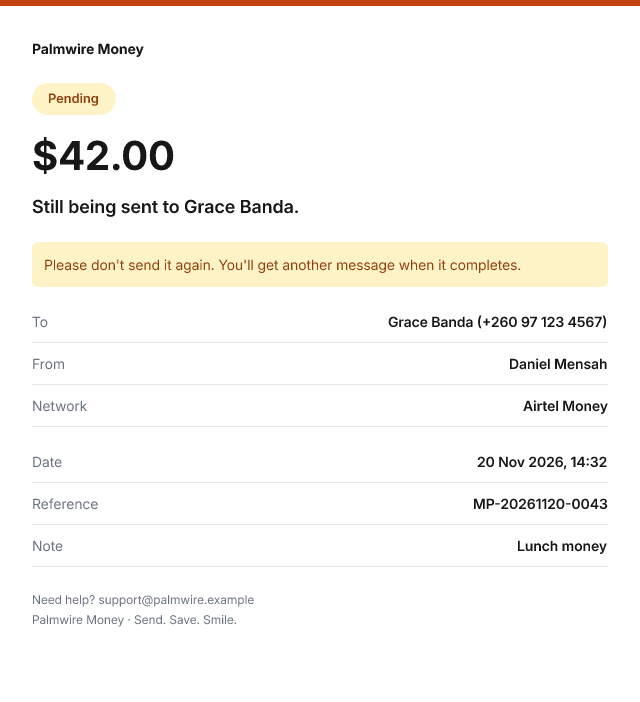 Palmwire Money
Pending
$42.00
Still being sent to Grace Banda.
Please don't send it again. You'll get another message when it completes.
To Grace Banda (+260 97 123 4567)
From Daniel Mensah
Network Airtel Money
Date 20 Nov 2026, 14:32
Reference MP-20261120-0043
Note Lunch money
Need help? support@palmwire.example
Palmwire Money · Send. Save. Smile.